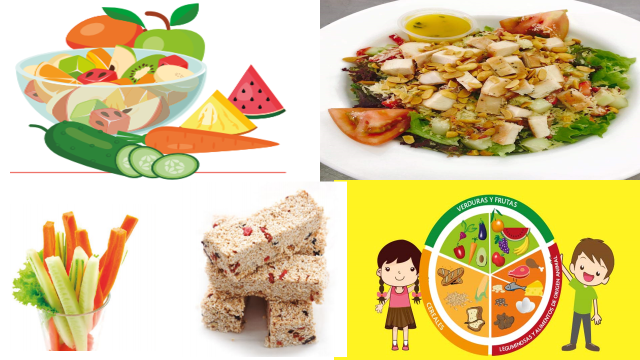 VERDURAS Y FRUTAS
CEREALES
LEGUMINOSAS Y ALIMENTOS DE ORIGEN ANIMAL